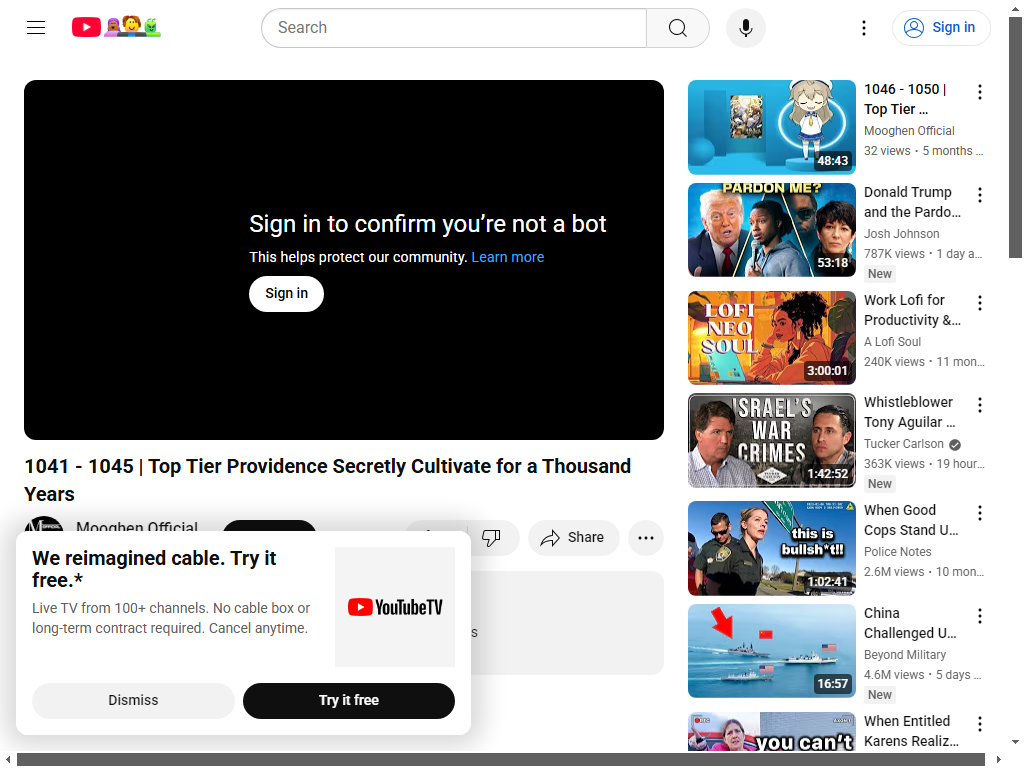 Search
Sign in
Sign in to confirm you’re not a bot
This helps protect our community. Learn more
Sign in
1041 - 1045 | Top Tier Providence Secretly Cultivate for a Thousand
Years
Mooghen Official
Share
We reimagined cable. Try it
free.*
Live TV from 100+ channels. No cable box or
long-term contract required. Cancel anytime.
YouTubeTV
Dismiss
Try it free
s
48:43
1046 - 1050 |
Top Tier ...
Mooghen Official
32 views • 5 months ...
PARDON ME?
53:18
Donald Trump
and the Pardo...
Josh Johnson
787K views • 1 day a...
New
LOFI
NEO
SOUL
3:00:01
Work Lofi for
Productivity &...
A Lofi Soul
240K views • 11 mon...
ISRAEL'S
WAR
CRIMES
1:42:52
Whistleblower
Tony Aguilar ...
Tucker Carlson
363K views • 19 hour...
New
this is
bullsh*t!!
1:02:41
When Good
Cops Stand U...
Police Notes
2.6M views • 10 mon...
16:57
China
Challenged U...
Beyond Military
4.6M views • 5 days ...
New
you can't
When Entitled
Karens Realiz...